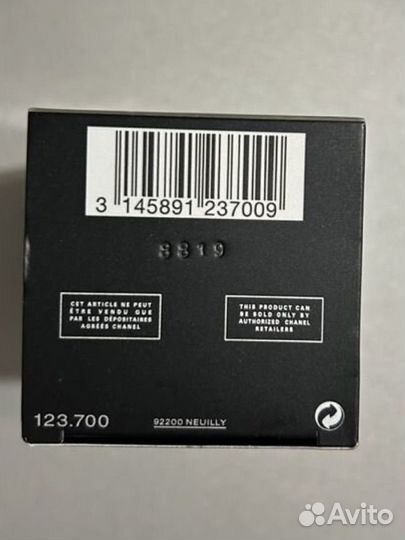 3 145891 237009
3319
CET ARTICLE NE PEUT
ÊTRE VENDU QUE
PAR LES DÉPOSITAIRES
AGRÉÉS CHANEL
THIS PRODUCT CAN
BE SOLD ONLY BY
AUTHORIZED CHANEL
RETAILERS
123.700
92200 NEUILLY
Avito